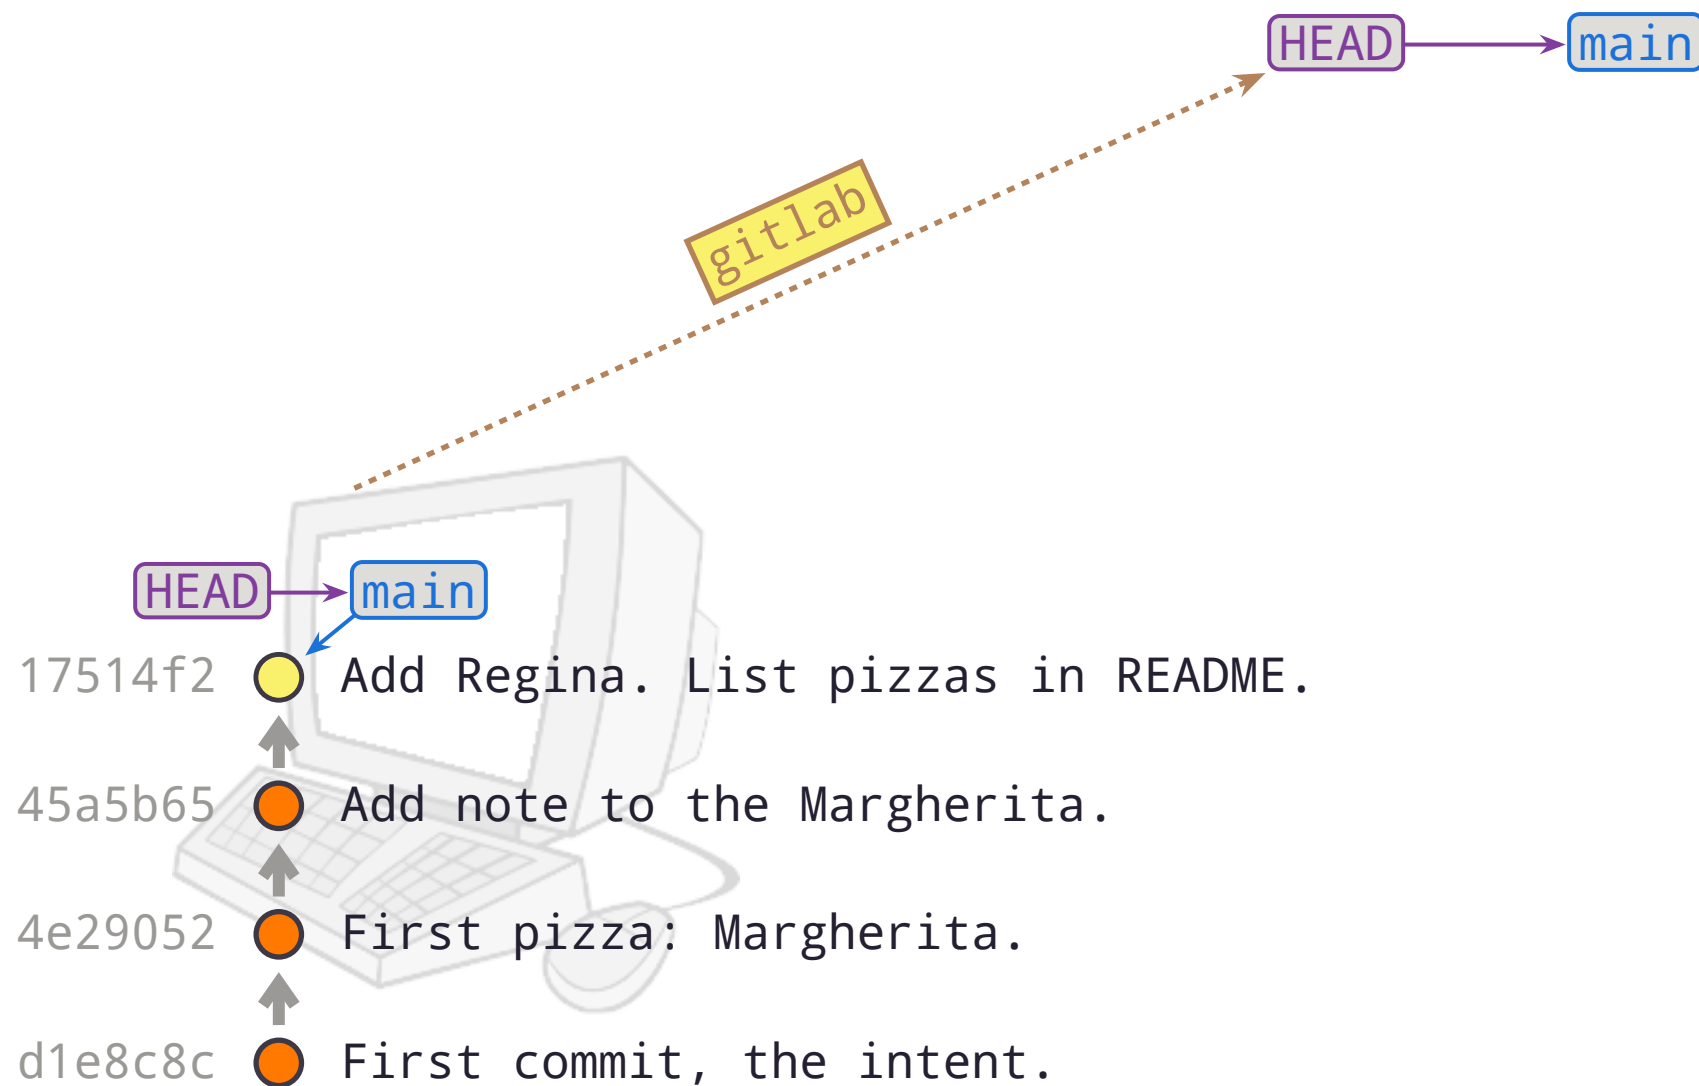 HEAD main
gitlab
HEAD main
17514f2 Add Regina. List pizzas in README.
45a5b65 Add note to the Margherita.
4e29052 First pizza: Margherita.
d1e8c8c First commit, the intent.